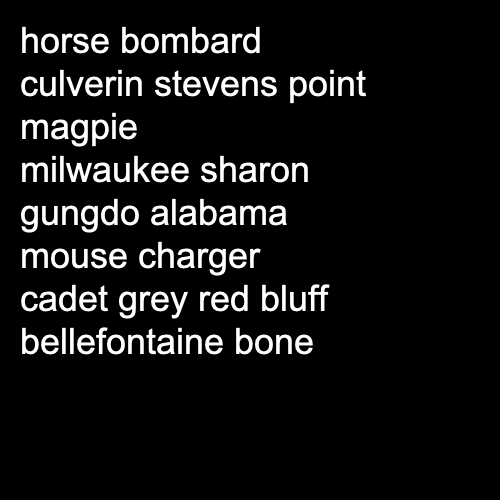 horse bombard
culverin stevens point
magpie
milwaukee sharon
gungdo alabama
mouse charger
cadet grey red bluff
bellefontaine bone